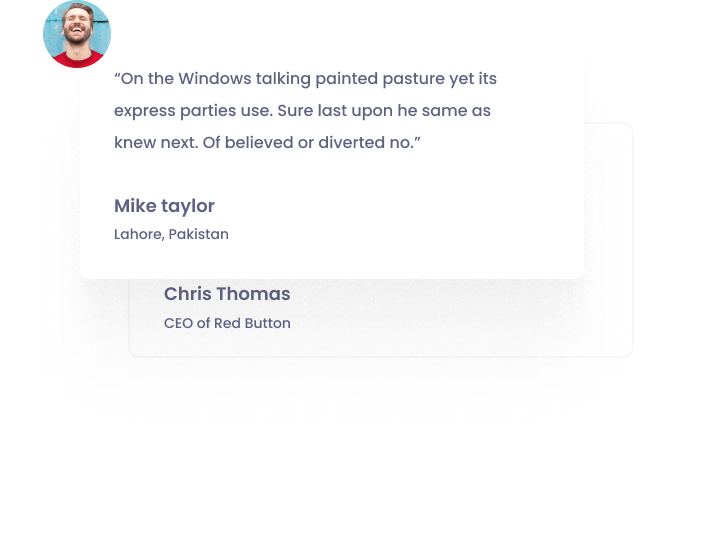 “On the Windows talking painted pasture yet its
express parties use. Sure last upon he same as
knew next. Of believed or diverted no.”
Mike taylor
Lahore, Pakistan
Chris Thomas
CEO of Red Button